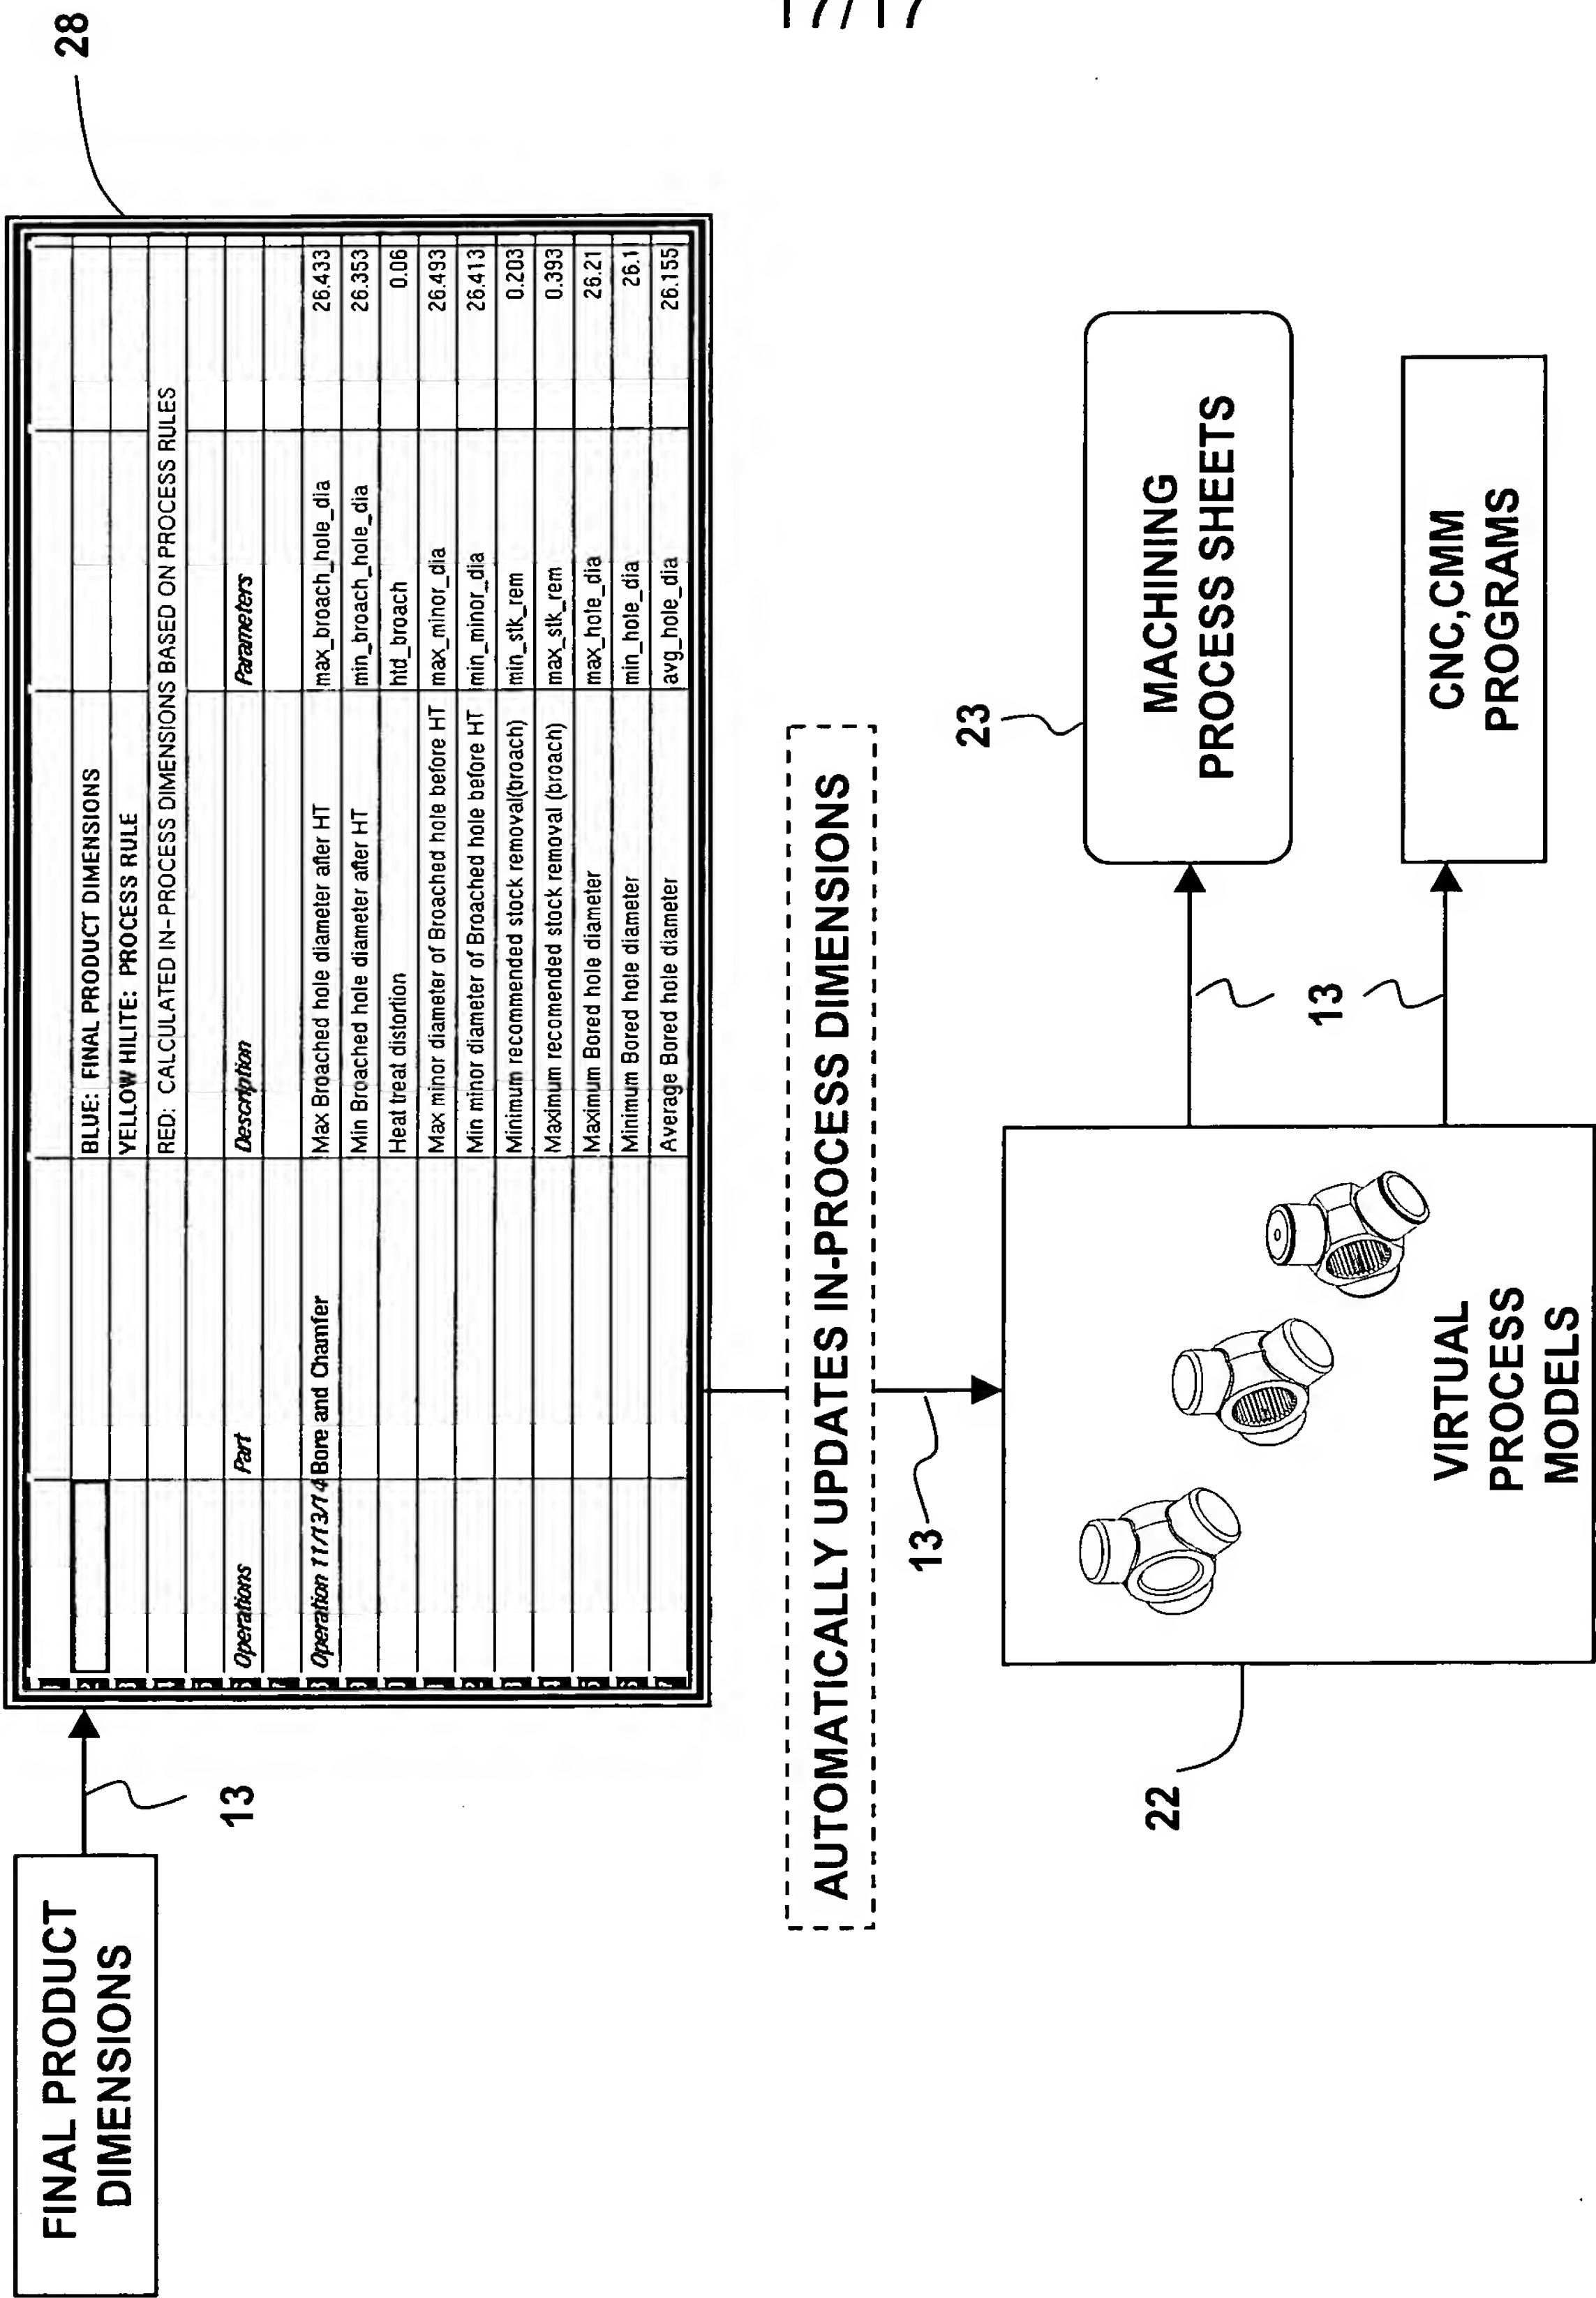 17/17
28
FINAL PRODUCT
DIMENSIONS
13
BLUE: FINAL PRODUCT DIMENSIONS
YELLOW HILITE: PROCESS RULE
RED: CALCULATED IN-PROCESS DIMENSIONS BASED ON PROCESS RULES
Operations Part Description Parameters
Operation 11/13/14 Bore and Chamfer Max Broached hole diameter after HT max_broach_hole_dia 26.433
Min Broached hole diameter after HT min_broach_hole_dia 26.353
Heat treat distortion htd_broach 0.06
Max minor diameter of Broached hole before HT max_minor_dia 26.493
Min minor diameter of Broached hole before HT min_minor_dia 26.413
Minimum recommended stock removal(broach) min_stk_rem 0.203
Maximum recomended stock removal (broach) max_stk_rem 0.393
Maximum Bored hole diameter max_hole_dia 26.21
Minimum Bored hole diameter min_hole_dia 26.1
Average Bored hole diameter avg_hole_dia 26.155
AUTOMATICALLY UPDATES IN-PROCESS DIMENSIONS
13
22
VIRTUAL
PROCESS
MODELS
13
23
MACHINING
PROCESS SHEETS
CNC,CMM
PROGRAMS